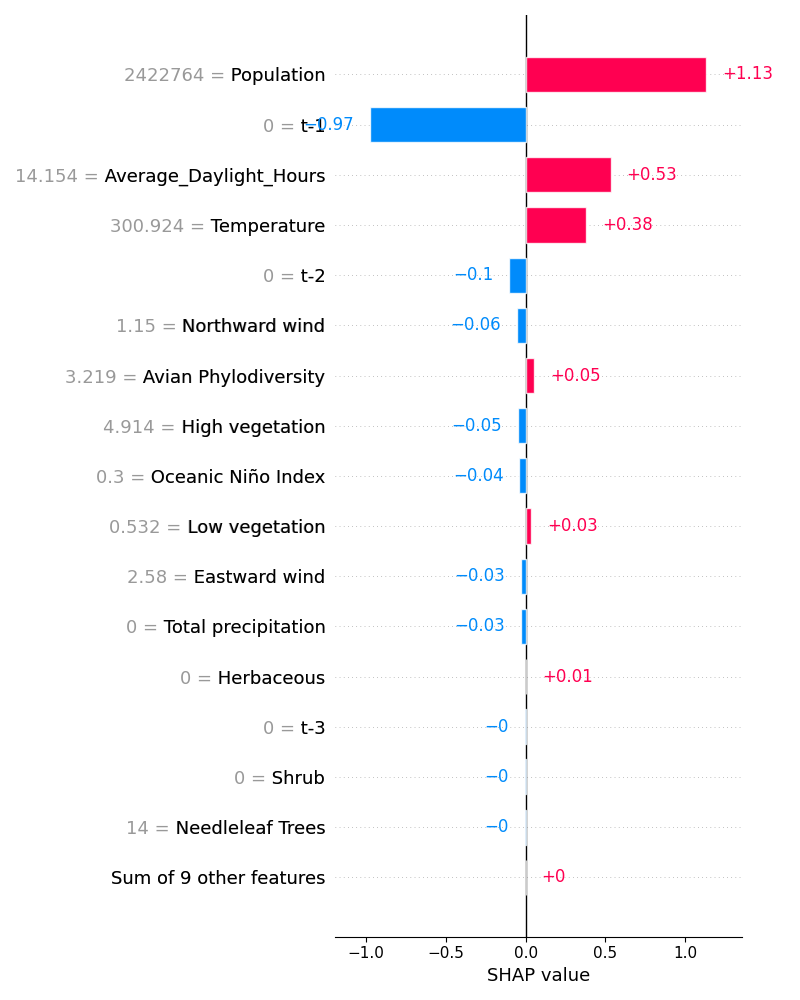 2422764 = Population +1.13
0 = t-1 −0.97
14.154 = Average_Daylight_Hours +0.53
300.924 = Temperature +0.38
0 = t-2 −0.1
1.15 = Northward wind −0.06
3.219 = Avian Phylodiversity +0.05
4.914 = High vegetation −0.05
0.3 = Oceanic Niño Index −0.04
0.532 = Low vegetation +0.03
2.58 = Eastward wind −0.03
0 = Total precipitation −0.03
0 = Herbaceous +0.01
0 = t-3 −0
0 = Shrub −0
14 = Needleleaf Trees −0
Sum of 9 other features +0
−1.0 −0.5 0.0 0.5 1.0
SHAP value